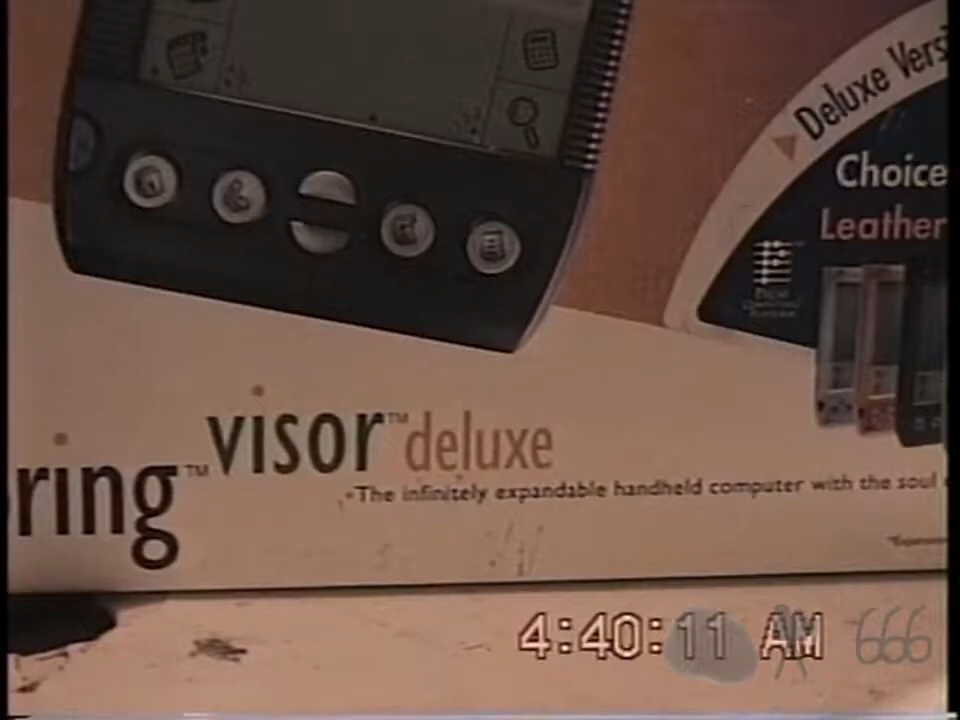 Deluxe Versi
Choice
Leather
visor™ deluxe
ring™
The infinitely expandable handheld computer with the soul
4:40:11 AM
666